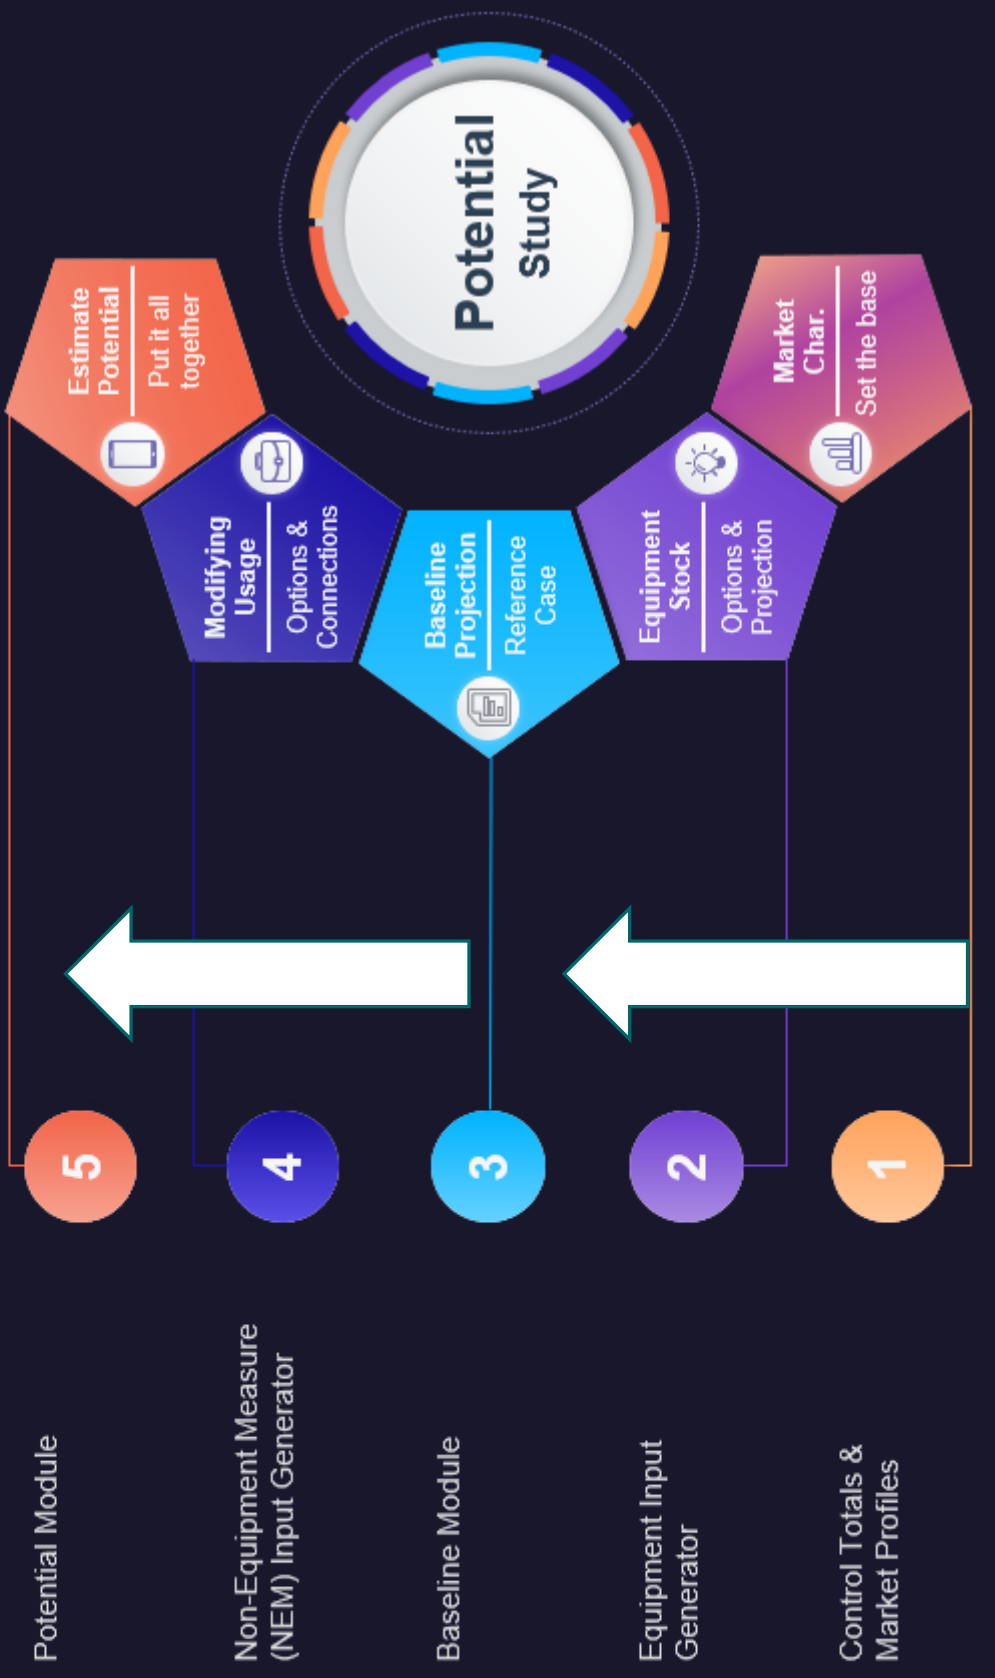 Potential
Study
Estimate
Potential
Put it all
together
Modifying
Usage
Options &
Connections
Baseline
Projection
Reference
Case
Equipment
Stock
Options &
Projection
Market
Char.
Set the base
5
4
3
2
1
Potential Module
Non-Equipment Measure
(NEM) Input Generator
Baseline Module
Equipment Input
Generator
Control Totals &
Market Profiles